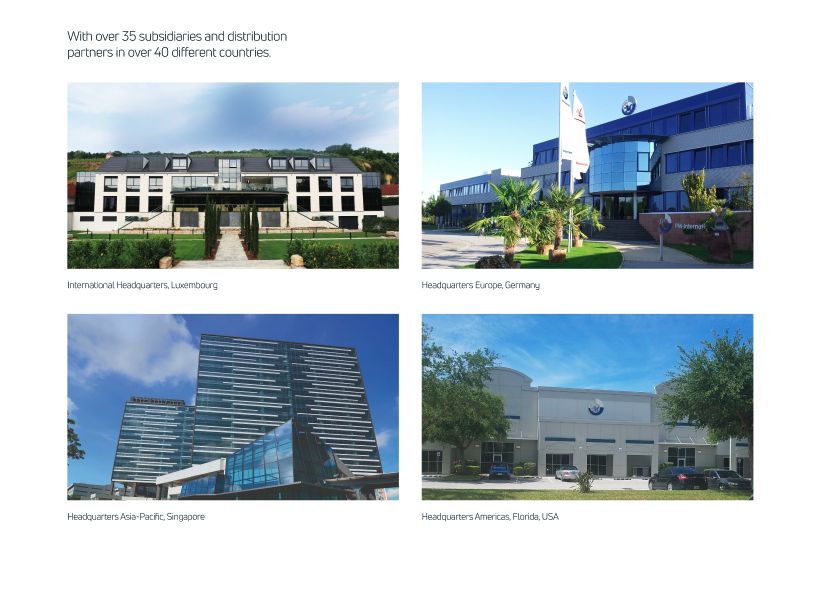 With over 35 subsidiaries and distribution
partners in over 40 different countries.
International Headquarters, Luxembourg
Headquarters Europe, Germany
Headquarters Asia-Pacific, Singapore
Headquarters Americas, Florida, USA